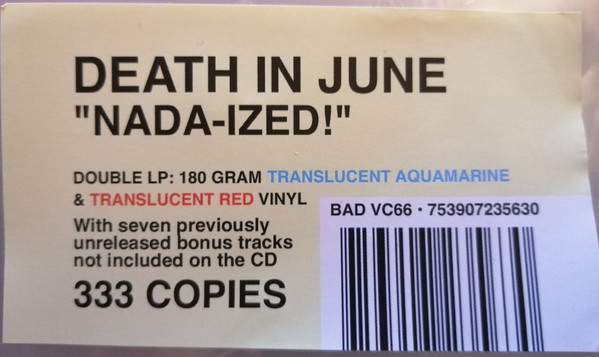 DEATH IN JUNE
"NADA-IZED!"
DOUBLE LP: 180 GRAM TRANSLUCENT AQUAMARINE
& TRANSLUCENT RED VINYL
With seven previously
unreleased bonus tracks
not included on the CD
333 COPIES
BAD VC66 • 753907235630